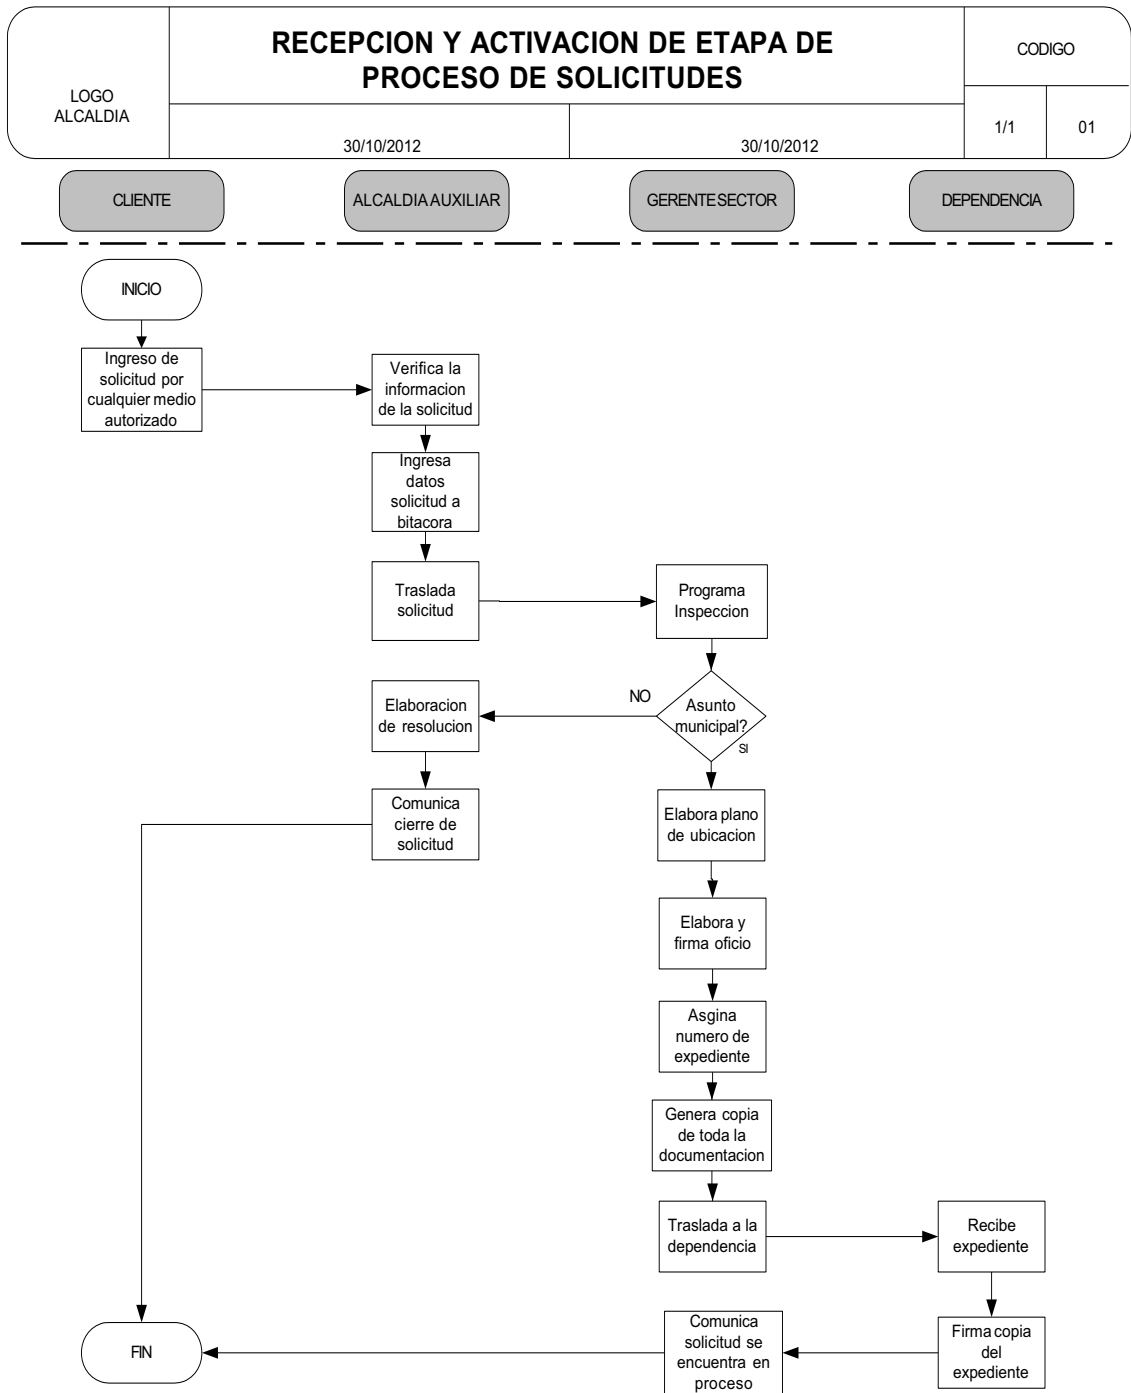 RECEPCION Y ACTIVACION DE ETAPA DE
PROCESO DE SOLICITUDES
CODIGO
LOGO
ALCALDIA
30/10/2012
30/10/2012
1/1
01
CLIENTE
ALCALDIA AUXILIAR
GERENTE SECTOR
DEPENDENCIA
INICIO
Ingreso de
solicitud por
cualquier medio
autorizado
Verifica la
informacion
de la solicitud
Ingresa
datos
solicitud a
bitacora
Traslada
solicitud
Programa
Inspeccion
Asunto
municipal?
NO
SI
Elaboracion
de resolucion
Comunica
cierre de
solicitud
Elabora plano
de ubicacion
Elabora y
firma oficio
Asgina
numero de
expediente
Genera copia
de toda la
documentacion
Traslada a la
dependencia
Recibe
expediente
Firma copia
del
expediente
Comunica
solicitud se
encuentra en
proceso
FIN